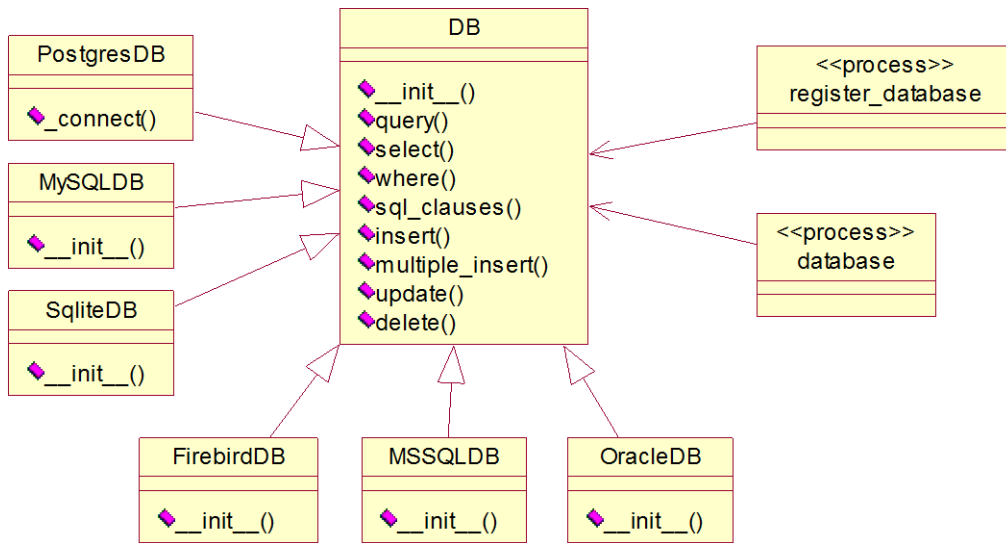 PostgresDB
_connect()
MySQLDB
__init__()
SqliteDB
__init__()
DB
__init__()
query()
select()
where()
sql_clauses()
insert()
multiple_insert()
update()
delete()
<<process>>
register_database
<<process>>
database
FirebirdDB
__init__()
MSSQLDB
__init__()
OracleDB
__init__()